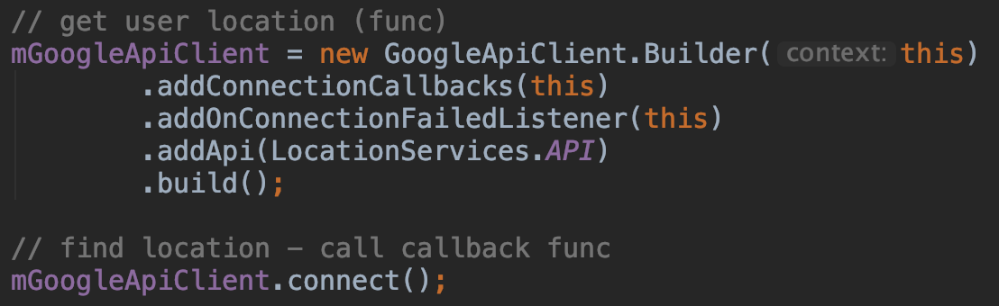 // get user location (func)
mGoogleApiClient = new GoogleApiClient.Builder( context: this)
.addConnectionCallbacks(this)
.addOnConnectionFailedListener(this)
.addApi(LocationServices.API)
.build();
// find location – call callback func
mGoogleApiClient.connect();